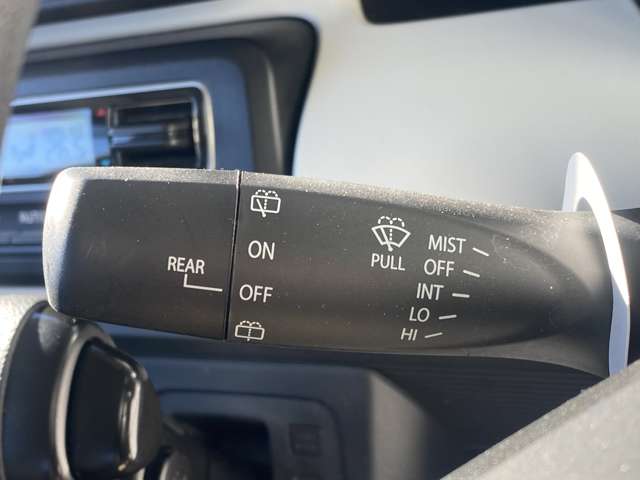 REAR
ON
OFF
PULL
MIST
OFF
INT
LO
HI